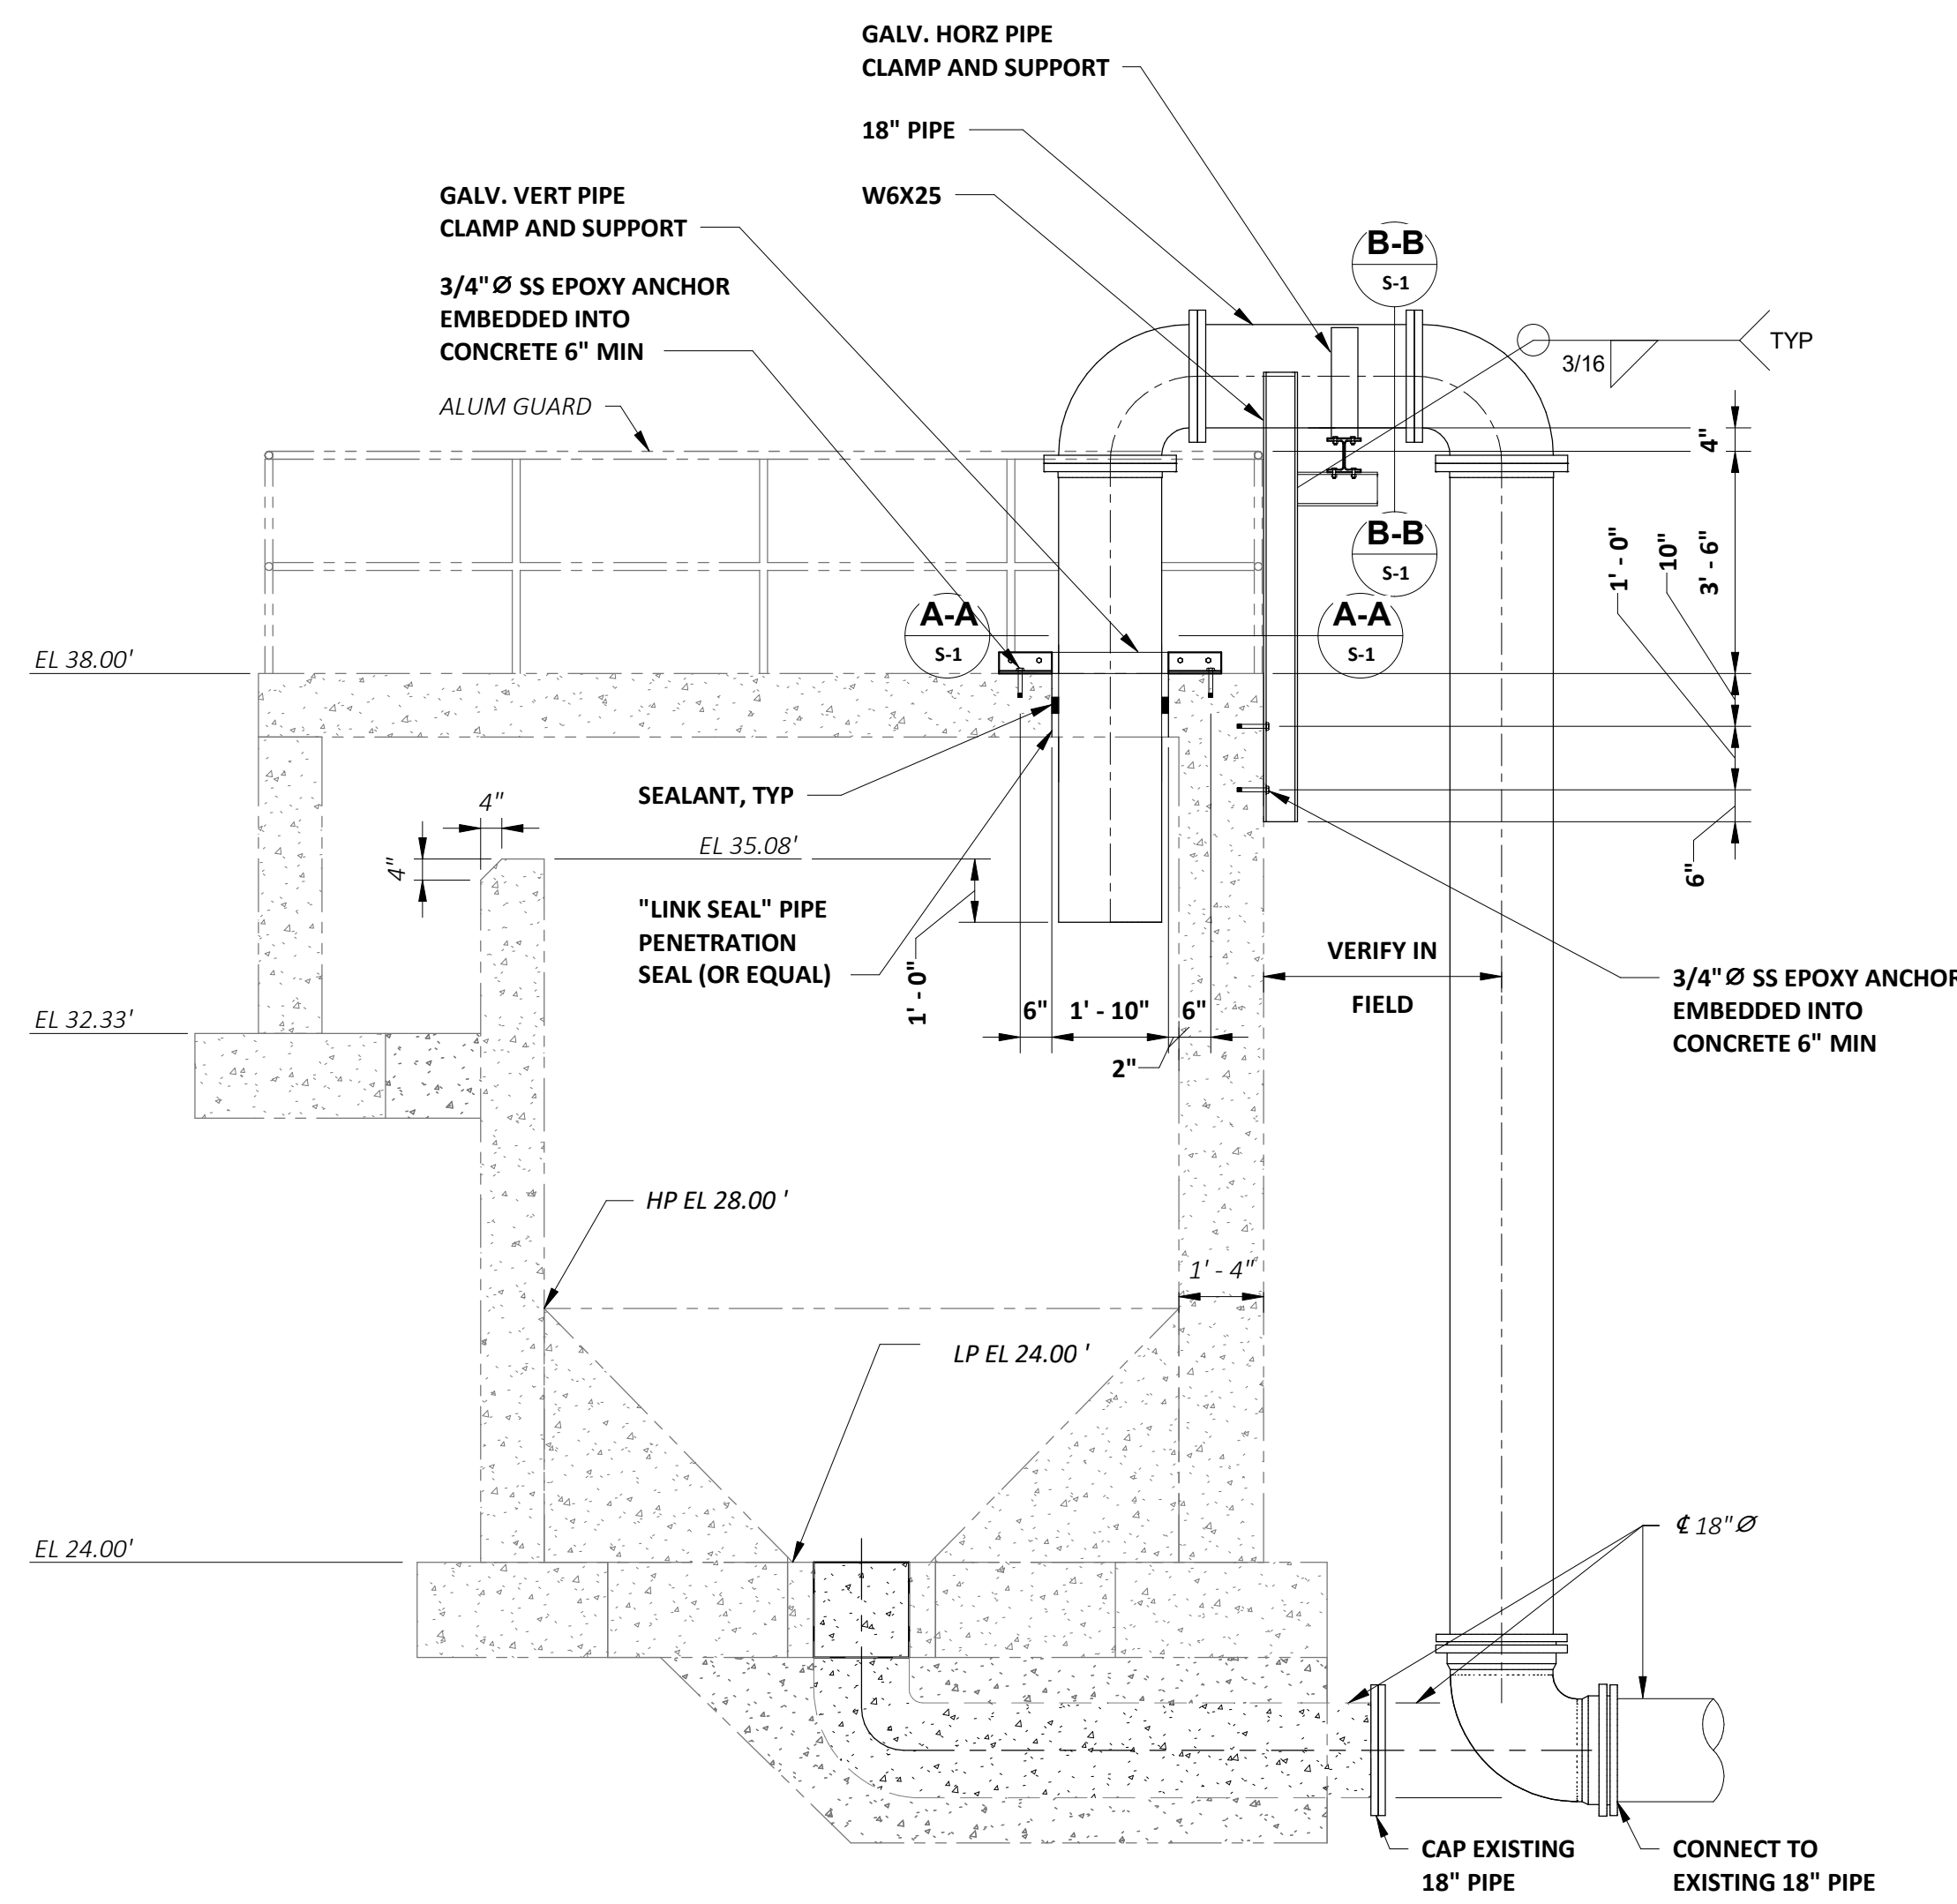 GALV. HORZ PIPE
CLAMP AND SUPPORT
18" PIPE
W6X25
GALV. VERT PIPE
CLAMP AND SUPPORT
3/4"Ø SS EPOXY ANCHOR
EMBEDDED INTO
CONCRETE 6" MIN
ALUM GUARD
B-B
S-1
3/16
TYP
4"
3' - 6"
10"
1' - 0"
6"
B-B
S-1
A-A
S-1
A-A
S-1
EL 38.00'
SEALANT, TYP
4"
4"
EL 35.08'
"LINK SEAL" PIPE
PENETRATION
SEAL (OR EQUAL)
1' - 0"
6"
1' - 10"
6"
2"
VERIFY IN
FIELD
3/4"Ø SS EPOXY ANCHOR
EMBEDDED INTO
CONCRETE 6" MIN
EL 32.33'
HP EL 28.00 '
1' - 4"
LP EL 24.00 '
EL 24.00'
℄ 18"Ø
CAP EXISTING
18" PIPE
CONNECT TO
EXISTING 18" PIPE